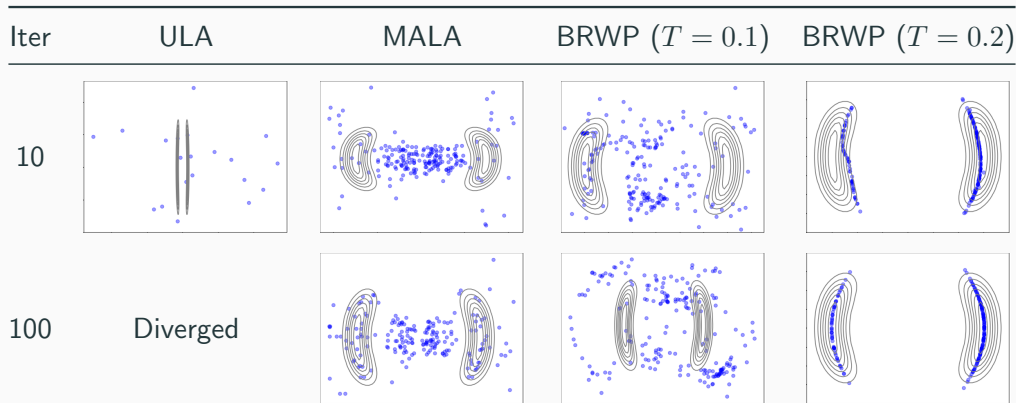 Iter ULA MALA BRWP (T = 0.1) BRWP (T = 0.2)
10
100 Diverged